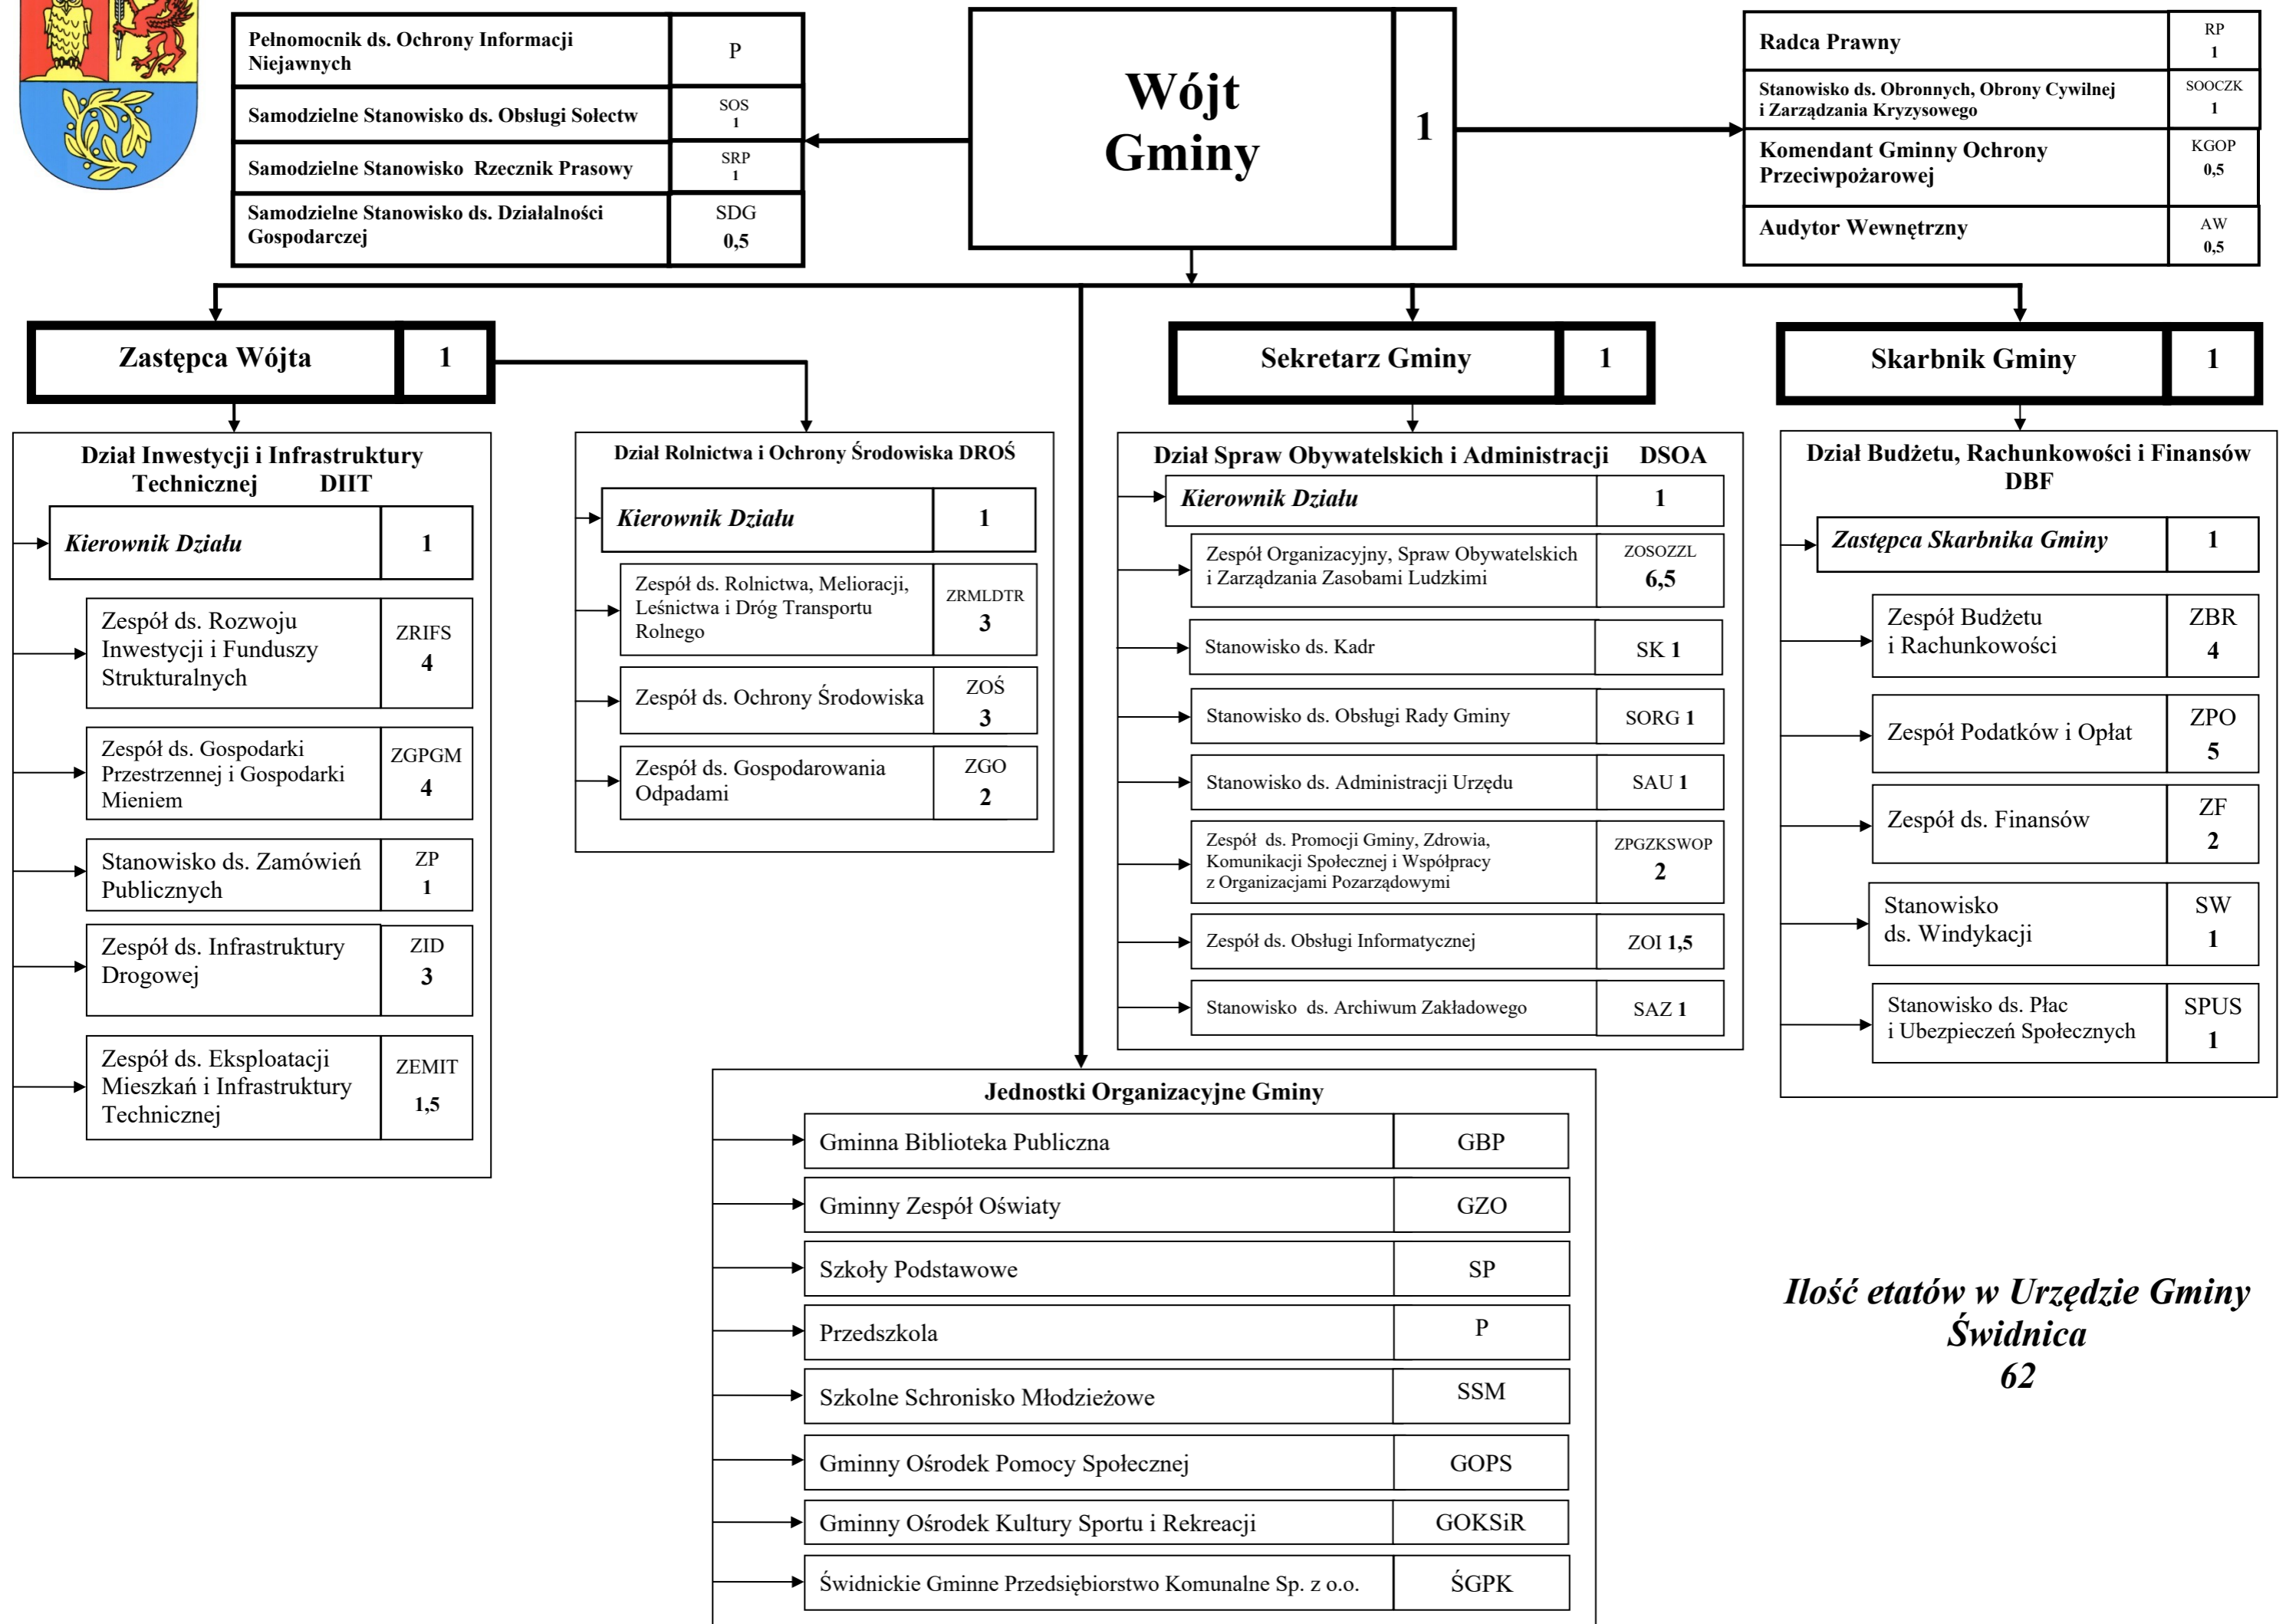 Pełnomocnik ds. Ochrony Informacji
Niejawnych
P
Samodzielne Stanowisko ds. Obsługi Sołectw
SOS
1
Samodzielne Stanowisko Rzecznik Prasowy
SRP
1
Samodzielne Stanowisko ds. Działalności
Gospodarczej
SDG
0,5
Wójt
Gminy
1
Radca Prawny
RP
1
Stanowisko ds. Obronnych, Obrony Cywilnej
i Zarządzania Kryzysowego
SOOCZK
1
Komendant Gminny Ochrony
Przeciwpożarowej
KGOP
0,5
Audytor Wewnętrzny
AW
0,5
Zastępca Wójta
1
Sekretarz Gminy
1
Skarbnik Gminy
1
Dział Inwestycji i Infrastruktury
Technicznej DIIT
Kierownik Działu
1
Zespół ds. Rozwoju
Inwestycji i Funduszy
Strukturalnych
ZRIFS
4
Zespół ds. Gospodarki
Przestrzennej i Gospodarki
Mieniem
ZGPGM
4
Stanowisko ds. Zamówień
Publicznych
ZP
1
Zespół ds. Infrastruktury
Drogowej
ZID
3
Zespół ds. Eksploatacji
Mieszkań i Infrastruktury
Technicznej
ZEMIT
1,5
Dział Rolnictwa i Ochrony Środowiska DROŚ
Kierownik Działu
1
Zespół ds. Rolnictwa, Melioracji,
Leśnictwa i Dróg Transportu
Rolnego
ZRMLDTR
3
Zespół ds. Ochrony Środowiska
ZOŚ
3
Zespół ds. Gospodarowania
Odpadami
ZGO
2
Dział Spraw Obywatelskich i Administracji DSOA
Kierownik Działu
1
Zespół Organizacyjny, Spraw Obywatelskich
i Zarządzania Zasobami Ludzkimi
ZOSOZZL
6,5
Stanowisko ds. Kadr
SK 1
Stanowisko ds. Obsługi Rady Gminy
SORG 1
Stanowisko ds. Administracji Urzędu
SAU 1
Zespół ds. Promocji Gminy, Zdrowia,
Komunikacji Społecznej i Współpracy
z Organizacjami Pozarządowymi
ZPGZKSWOP
2
Zespół ds. Obsługi Informatycznej
ZOI 1,5
Stanowisko ds. Archiwum Zakładowego
SAZ 1
Dział Budżetu, Rachunkowości i Finansów
DBF
Zastępca Skarbnika Gminy
1
Zespół Budżetu
i Rachunkowości
ZBR
4
Zespół Podatków i Opłat
ZPO
5
Zespół ds. Finansów
ZF
2
Stanowisko
ds. Windykacji
SW
1
Stanowisko ds. Płac
i Ubezpieczeń Społecznych
SPUS
1
Jednostki Organizacyjne Gminy
Gminna Biblioteka Publiczna
GBP
Gminny Zespół Oświaty
GZO
Szkoły Podstawowe
SP
Przedszkola
P
Szkolne Schronisko Młodzieżowe
SSM
Gminny Ośrodek Pomocy Społecznej
GOPS
Gminny Ośrodek Kultury Sportu i Rekreacji
GOKSiR
Świdnickie Gminne Przedsiębiorstwo Komunalne Sp. z o.o.
ŚGPK
Ilość etatów w Urzędzie Gminy
Świdnica
62